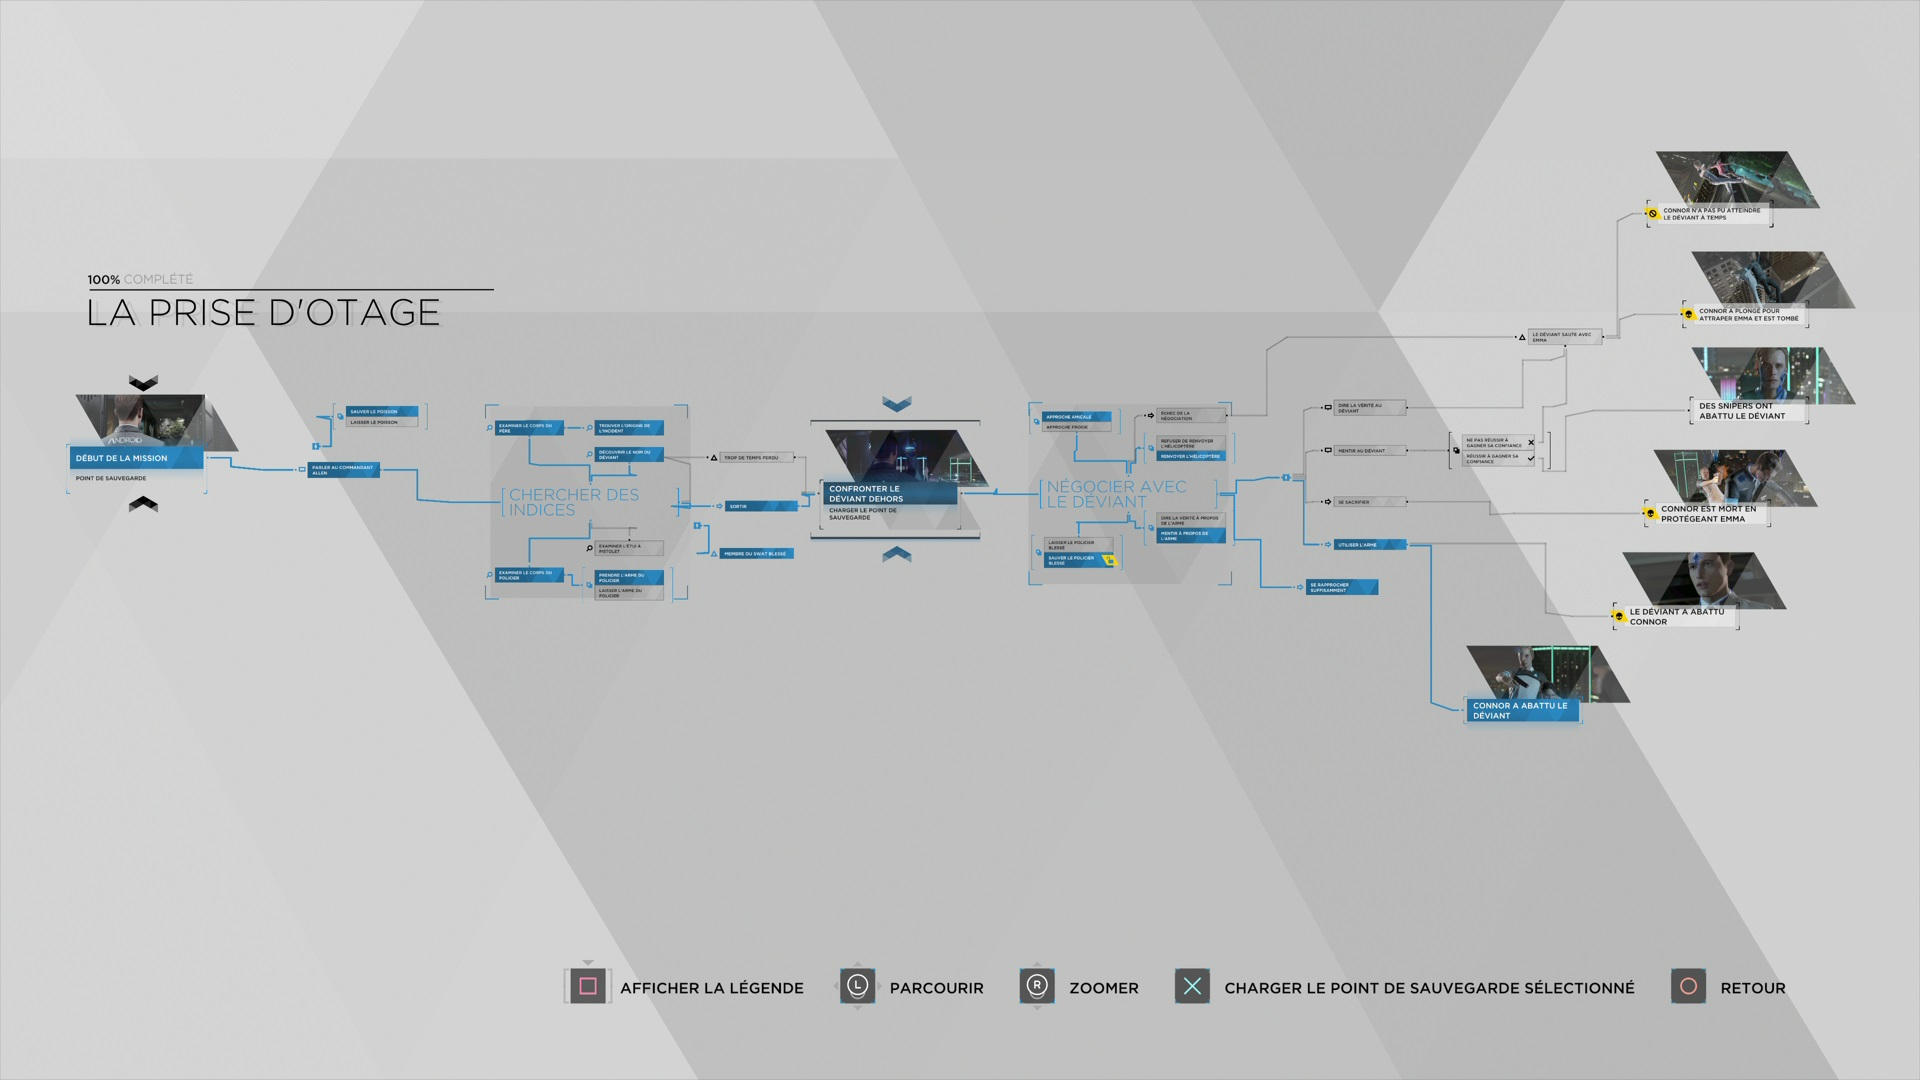 100% COMPLÉTÉ
LA PRISE D'OTAGE
ANDROID
DÉBUT DE LA MISSION
POINT DE SAUVEGARDE
SAUVER LE POISSON
LAISSER LE POISSON
PARLER AU COMMANDANT
ALLEN
EXAMINER LE CORPS DU
PÈRE
TROUVER L'ORIGINE DE
L'INCIDENT
DÉCOUVRIR LE NOM DU
DÉVIANT
CHERCHER DES
INDICES
EXAMINER L'ÉTUI À
PISTOLET
EXAMINER LE CORPS DU
POLICIER
PRENDRE L'ARME DU
POLICIER
LAISSER L'ARME DU
POLICIER
TROP DE TEMPS PERDU
SORTIR
MEMBRE DU SWAT BLESSÉ
CONFRONTER LE
DÉVIANT DEHORS
CHARGER LE POINT DE
SAUVEGARDE
APPROCHE AMICALE
APPROCHE FROIDE
ÉCHEC DE LA
NÉGOCIATION
REFUSER DE RENVOYER
L'HÉLICOPTÈRE
RENVOYER L'HÉLICOPTÈRE
NÉGOCIER AVEC
LE DÉVIANT
DIRE LA VÉRITÉ À PROPOS
DE L'ARME
MENTIR À PROPOS DE
L'ARME
LAISSER LE POLICIER
BLESSÉ
SAUVER LE POLICIER
BLESSÉ
DIRE LA VÉRITÉ AU
DÉVIANT
MENTIR AU DÉVIANT
SE SACRIFIER
UTILISER L'ARME
SE RAPPROCHER
SUFFISAMMENT
NE PAS RÉUSSIR À
GAGNER SA CONFIANCE
RÉUSSIR À GAGNER SA
CONFIANCE
LE DÉVIANT SAUTE AVEC
EMMA
CONNOR N'A PAS PU ATTEINDRE
LE DÉVIANT À TEMPS
CONNOR A PLONGÉ POUR
ATTRAPER EMMA ET EST TOMBÉ
DES SNIPERS ONT
ABATTU LE DÉVIANT
CONNOR EST MORT EN
PROTÉGEANT EMMA
LE DÉVIANT A ABATTU
CONNOR
CONNOR A ABATTU LE
DÉVIANT
AFFICHER LA LÉGENDE
L
PARCOURIR
R
ZOOMER
CHARGER LE POINT DE SAUVEGARDE SÉLECTIONNÉ
RETOUR